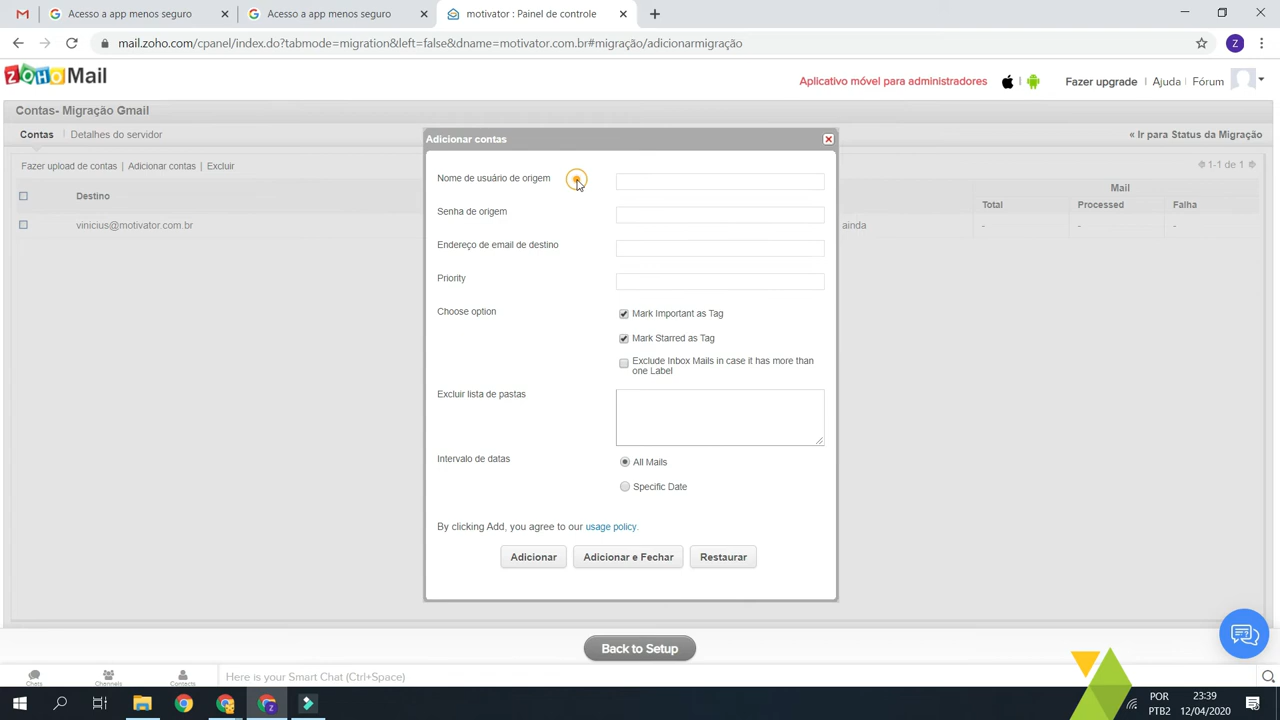 Acesso a app menos seguro
Acesso a app menos seguro
motivator : Painel de controle
mail.zoho.com/cpanel/index.do?tabmode=migration&left=false&dname=motivator.com.br#migração/adicionarmigração
Z
ZOHO Mail
Aplicativo móvel para administradores
Fazer upgrade
Ajuda
Fórum
Contas- Migração Gmail
Contas
Detalhes do servidor
« Ir para Status da Migração
Fazer upload de contas | Adicionar contas | Excluir
1-1 de 1
Destino
Mail
Total
Processed
Falha
vinicius@motivator.com.br
ainda
-
-
-
Adicionar contas
Nome de usuário de origem
Senha de origem
Endereço de email de destino
Priority
Choose option
Mark Important as Tag
Mark Starred as Tag
Exclude Inbox Mails in case it has more than
one Label
Excluir lista de pastas
Intervalo de datas
All Mails
Specific Date
By clicking Add, you agree to our usage policy.
Adicionar
Adicionar e Fechar
Restaurar
Back to Setup
Chats
Channels
Contacts
Here is your Smart Chat (Ctrl+Space)
POR
PTB2
23:39
12/04/2020